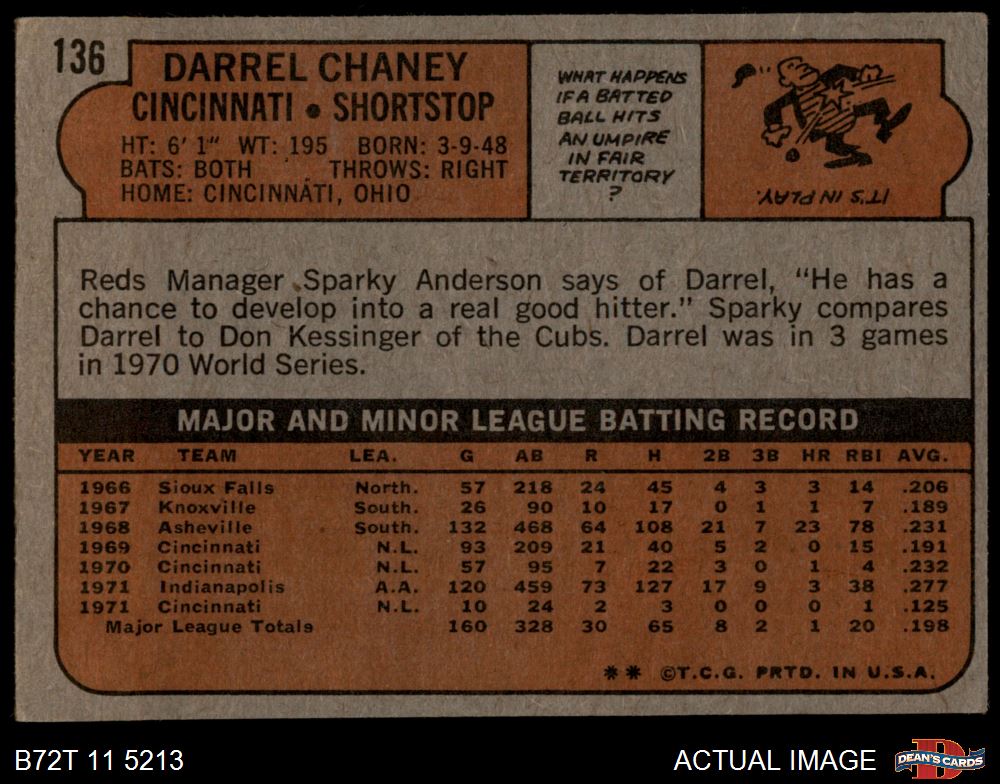 136
DARREL CHANEY
CINCINNATI • SHORTSTOP
HT: 6' 1" WT: 195 BORN: 3-9-48
BATS: BOTH THROWS: RIGHT
HOME: CINCINNATI, OHIO
WHAT HAPPENS
IF A BATTED
BALL HITS
AN UMPIRE
IN FAIR
TERRITORY
?
IT'S IN PLAY.
Reds Manager Sparky Anderson says of Darrel, "He has a
chance to develop into a real good hitter." Sparky compares
Darrel to Don Kessinger of the Cubs. Darrel was in 3 games
in 1970 World Series.
MAJOR AND MINOR LEAGUE BATTING RECORD
YEAR TEAM LEA. G AB R H 2B 3B HR RBI AVG.
1966 Sioux Falls North. 57 218 24 45 4 3 3 14 .206
1967 Knoxville South. 26 90 10 17 0 1 1 7 .189
1968 Asheville South. 132 468 64 108 21 7 23 78 .231
1969 Cincinnati N.L. 93 209 21 40 5 2 0 15 .191
1970 Cincinnati N.L. 57 95 7 22 3 0 1 4 .232
1971 Indianapolis A.A. 120 459 73 127 17 9 3 38 .277
1971 Cincinnati N.L. 10 24 2 3 0 0 0 1 .125
Major League Totals 160 328 30 65 8 2 1 20 .198
** ©T.C.G. PRTD. IN U.S.A.
B72T 11 5213
ACTUAL IMAGE
DEAN'S CARDS